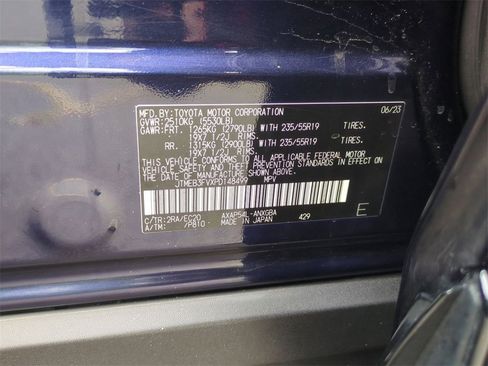 MFD.BY:TOYOTA MOTOR CORPORATION 06/23
GVWR:2510KG (5530LB)
GAWR:FRT. 1265KG (2790LB) WITH 235/55R19 TIRES.
19X7 1/2J RIMS.
RR. 1315KG (2900LB) WITH 235/55R19 TIRES.
19X7 1/2J RIMS.
THIS VEHICLE CONFORMS TO ALL APPLICABLE FEDERAL MOTOR
VEHICLE SAFETY AND THEFT PREVENTION STANDARDS IN EFFECT
ON THE DATE OF MANUFACTURE SHOWN ABOVE.
JTMEB3FVXPD148499 MPV
C/TR:2RA/EC20 AXAP54L-ANXGBA E
A/TM: /P810 - MADE IN JAPAN 429